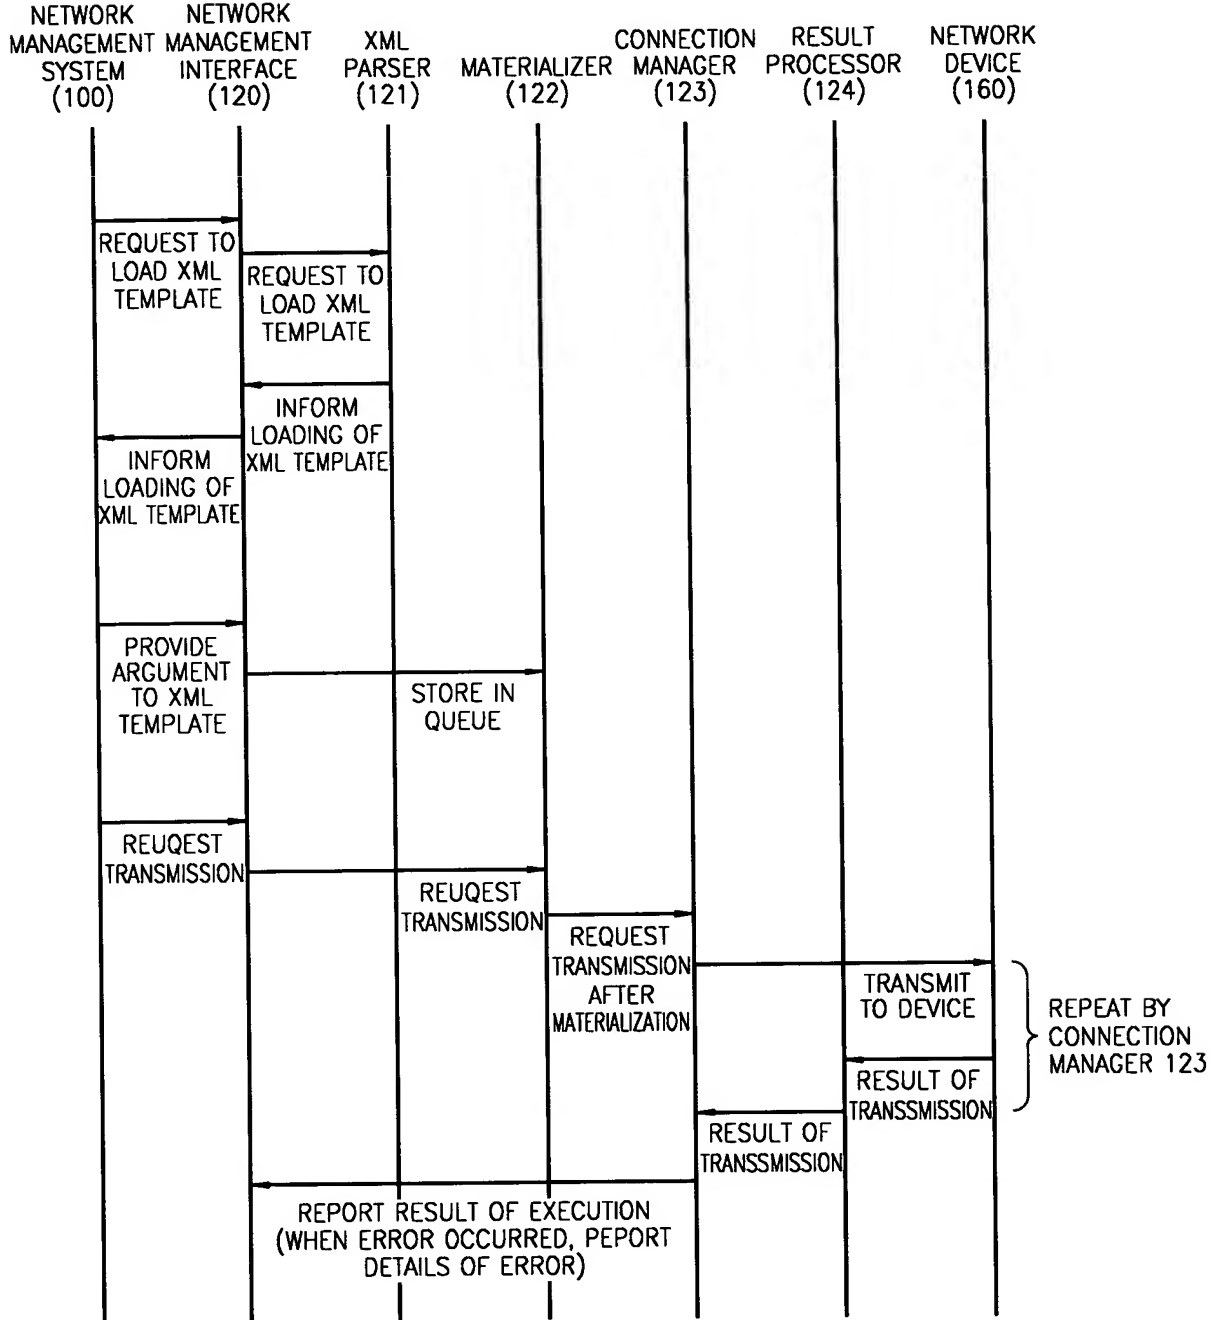 NETWORK
MANAGEMENT
SYSTEM
(100)
NETWORK
MANAGEMENT
INTERFACE
(120)
XML
PARSER
(121)
MATERIALIZER
(122)
CONNECTION
MANAGER
(123)
RESULT
PROCESSOR
(124)
NETWORK
DEVICE
(160)
REQUEST TO
LOAD XML
TEMPLATE
REQUEST TO
LOAD XML
TEMPLATE
INFORM
LOADING OF
XML TEMPLATE
INFORM
LOADING OF
XML TEMPLATE
PROVIDE
ARGUMENT
TO XML
TEMPLATE
STORE IN
QUEUE
REUQEST
TRANSMISSION
REUQEST
TRANSMISSION
REQUEST
TRANSMISSION
AFTER
MATERIALIZATION
TRANSMIT
TO DEVICE
REPEAT BY
CONNECTION
MANAGER 123
RESULT OF
TRANSSMISSION
RESULT OF
TRANSSMISSION
REPORT RESULT OF EXECUTION
(WHEN ERROR OCCURRED, PEPORT
DETAILS OF ERROR)